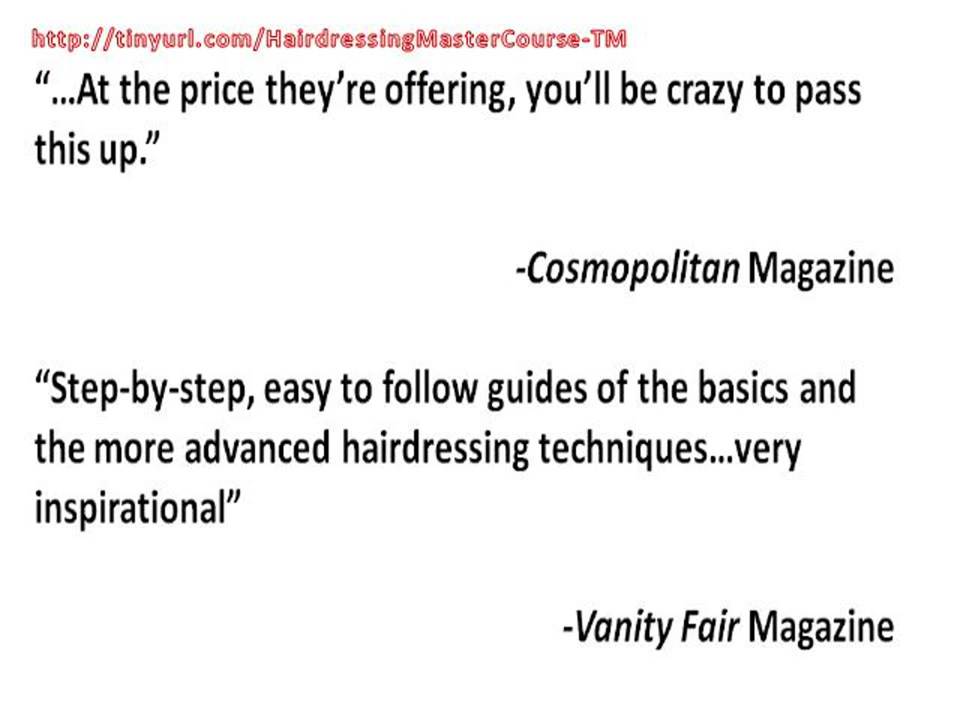 http://tinyurl.com/HairdressingMasterCourse-TM
“...At the price they’re offering, you’ll be crazy to pass
this up.”
-Cosmopolitan Magazine
“Step-by-step, easy to follow guides of the basics and
the more advanced hairdressing techniques...very
inspirational”
-Vanity Fair Magazine